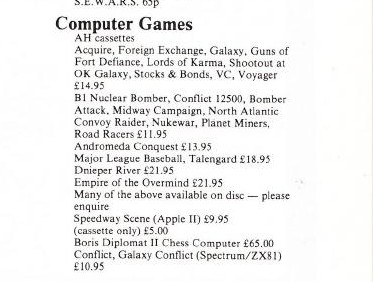 S.E.W.A.R.S. 65p
Computer Games
AH cassettes
Acquire, Foreign Exchange, Galaxy, Guns of
Fort Defiance, Lords of Karma, Shootout at
OK Galaxy, Stocks & Bonds, VC, Voyager
£14.95
B1 Nuclear Bomber, Conflict 12500, Bomber
Attack, Midway Campaign, North Atlantic
Convoy Raider, Nukewar, Planet Miners,
Road Racers £11.95
Andromeda Conquest £13.95
Major League Baseball, Talengard £18.95
Dnieper River £21.95
Empire of the Overmind £21.95
Many of the above available on disc — please
enquire
Speedway Scene (Apple II) £9.95
(cassette only) £5.00
Boris Diplomat II Chess Computer £65.00
Conflict, Galaxy Conflict (Spectrum/ZX81)
£10.95